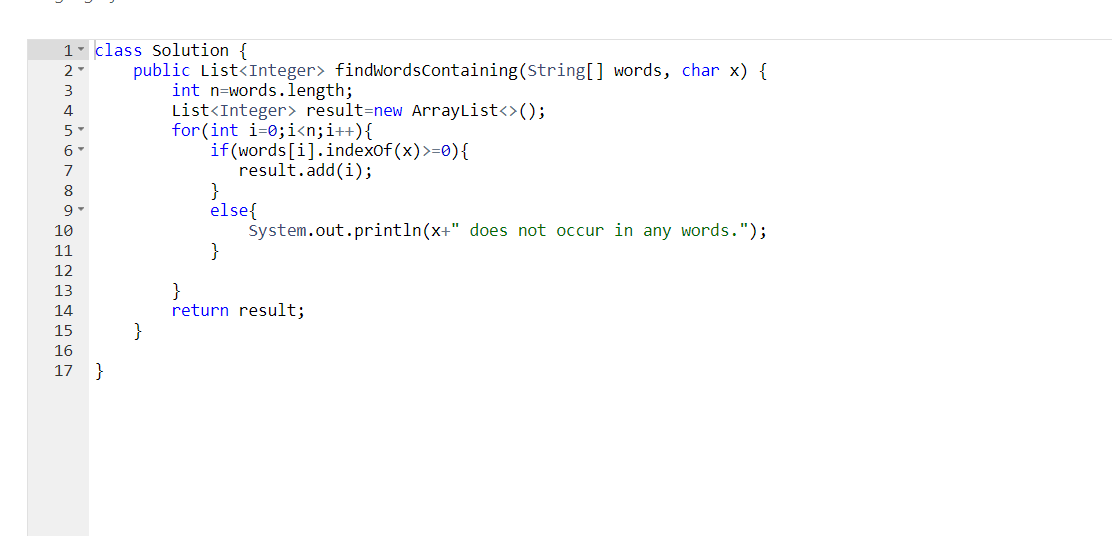 1 class Solution {
2 public List<Integer> findWordsContaining(String[] words, char x) {
3 int n=words.length;
4 List<Integer> result=new ArrayList<>();
5 for(int i=0;i<n;i++){
6 if(words[i].indexOf(x)>=0){
7 result.add(i);
8 }
9 else{
10 System.out.println(x+" does not occur in any words.");
11 }
12
13 }
14 return result;
15 }
16
17 }